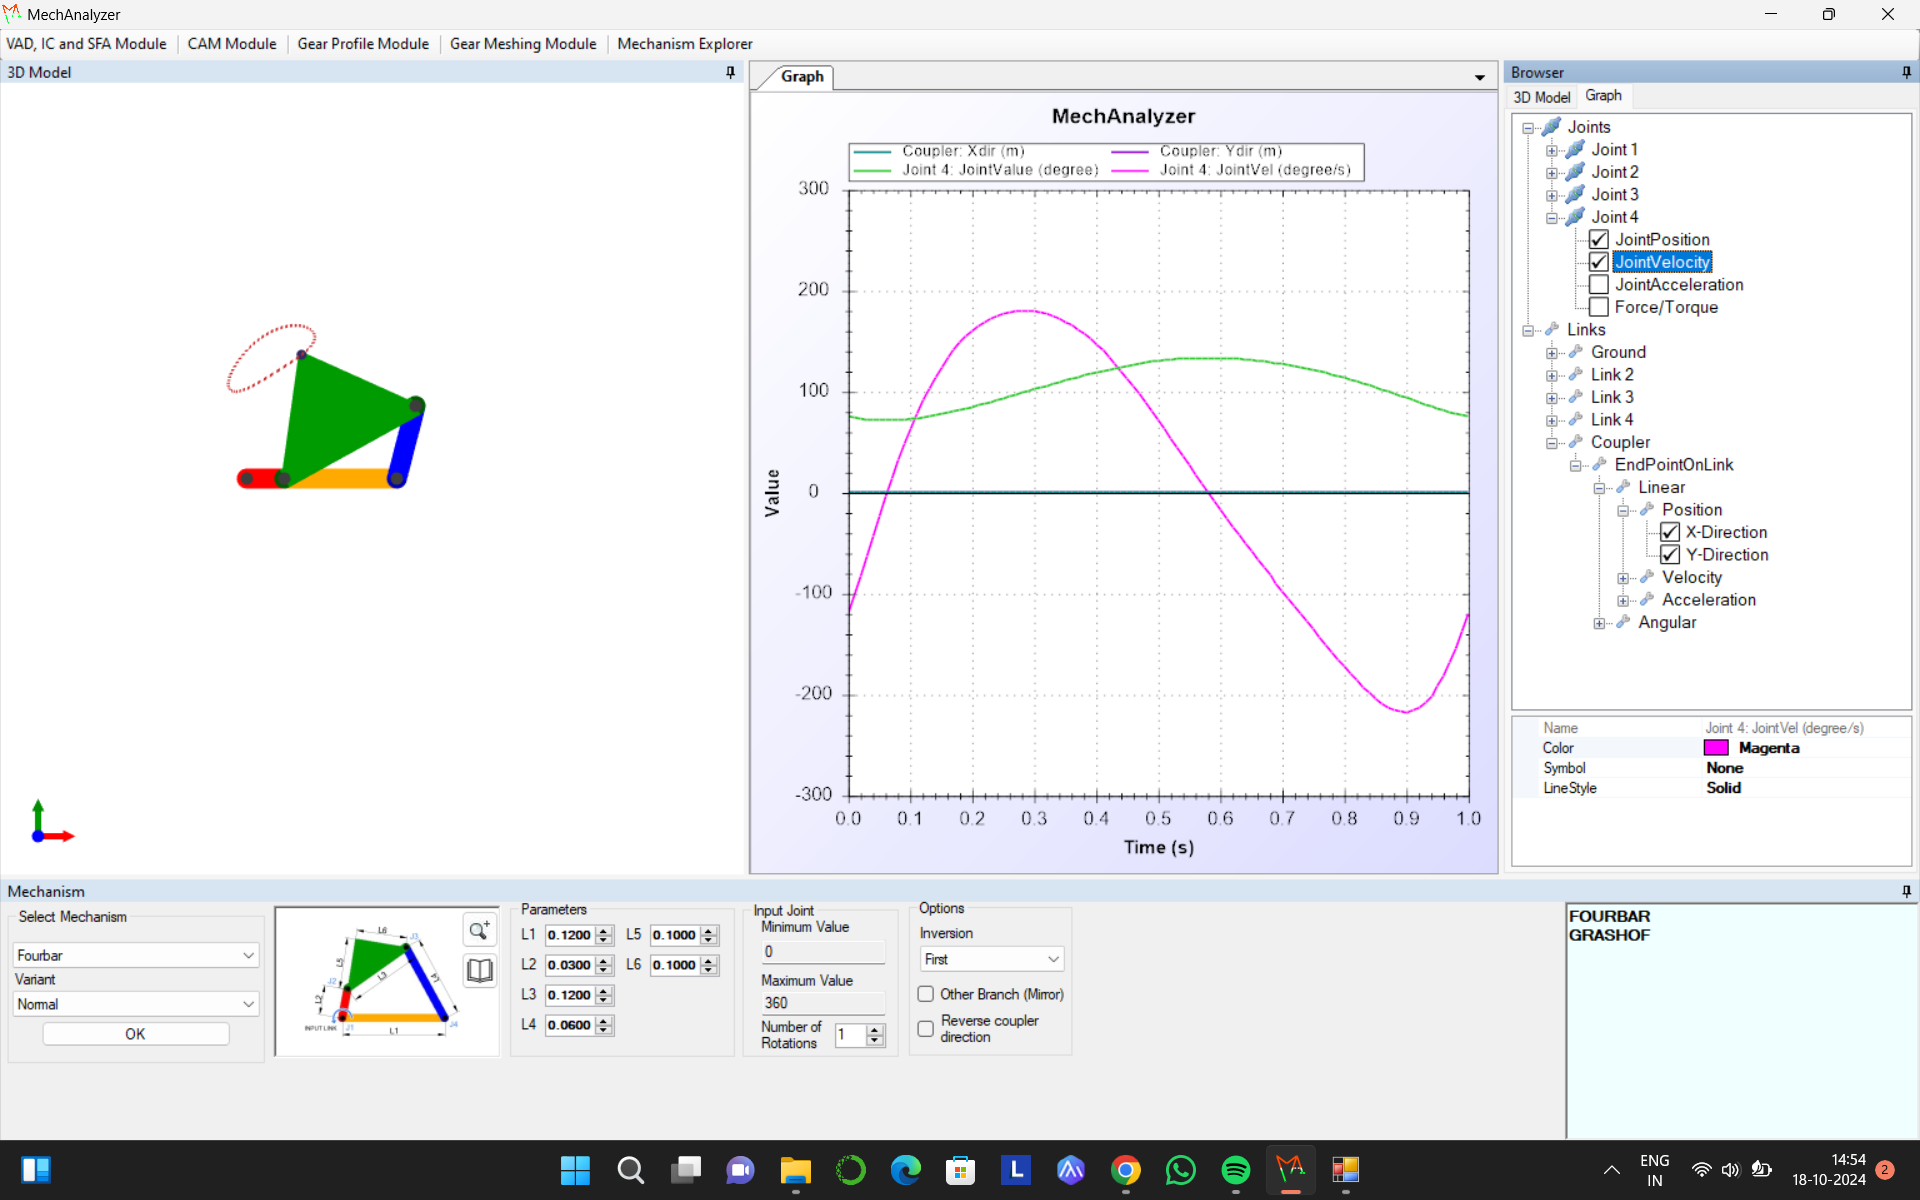 MechAnalyzer
VAD, IC and SFA Module CAM Module Gear Profile Module Gear Meshing Module Mechanism Explorer
3D Model
Graph
MechAnalyzer
Coupler: Xdir (m) Coupler: Ydir (m)
Joint 4: JointValue (degree) Joint 4: JointVel (degree/s)
300
200
100
0
-100
-200
-300
Value
0.0 0.1 0.2 0.3 0.4 0.5 0.6 0.7 0.8 0.9 1.0
Time (s)
Browser
3D Model Graph
Joints
Joint 1
Joint 2
Joint 3
Joint 4
JointPosition
JointVelocity
JointAcceleration
Force/Torque
Links
Ground
Link 2
Link 3
Link 4
Coupler
EndPointOnLink
Linear
Position
X-Direction
Y-Direction
Velocity
Acceleration
Angular
Name Joint 4: JointVel (degree/s)
Color Magenta
Symbol None
LineStyle Solid
Mechanism
Select Mechanism
Fourbar
Variant
Normal
OK
L6
J3
L5
J2
L3
L4
L2
INPUT LINK
J1
L1
J4
Parameters
L1 0.1200 L5 0.1000
L2 0.0300 L6 0.1000
L3 0.1200
L4 0.0600
Input Joint
Minimum Value
0
Maximum Value
360
Number of
Rotations
1
Options
Inversion
First
Other Branch (Mirror)
Reverse coupler
direction
FOURBAR
GRASHOF
L
ENG
IN
14:54
18-10-2024
2